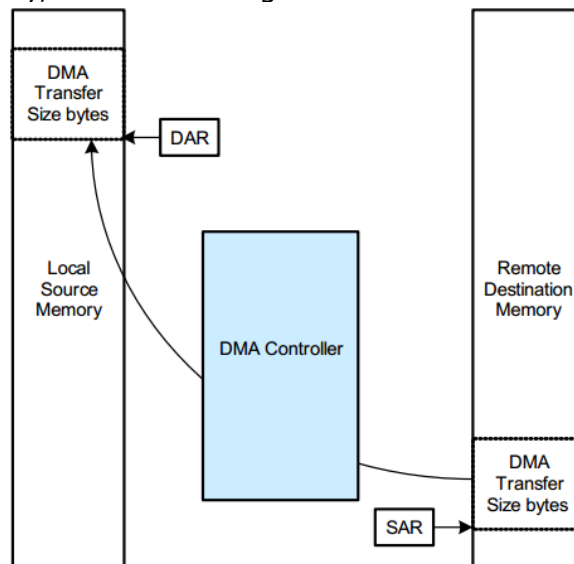 DMA
Transfer
Size bytes
DAR
Local
Source
Memory
DMA Controller
Remote
Destination
Memory
DMA
Transfer
Size bytes
SAR